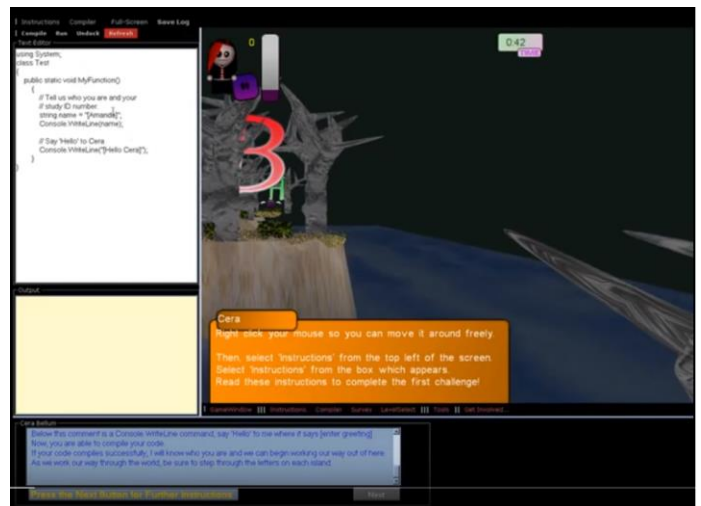 Instructions Compiler Full-Screen Save Log
Compile Run Undock Refresh
Text Editor
using System;
class Test
{
public static void MyFunction()
{
// Tell us who you are and your
// study ID number.
string name = "[Amanda]";
Console.WriteLine(name);
// Say 'Hello' to Cera
Console.WriteLine("[Hello Cera]");
}
}
Output
0
0:42
TIME
3
H
Cera
Right click your mouse so you can move it around freely.
Then, select 'Instructions' from the top left of the screen.
Select 'Instructions' from the box which appears.
Read these instructions to complete the first challenge!
GameWindow ||| Instructions Compiler Survey LevelSelect ||| Tools || Get Involved...
Cera Bellum
Below this comment is a Console.WriteLine command, say 'Hello' to me where it says [enter greeting]
Now, you are able to compile your code.
If your code compiles successfully, I will know who you are and we can begin working our way out of here.
As we work our way through the world, be sure to step through the letters on each island
Press the Next Button for Further Instructions
Next